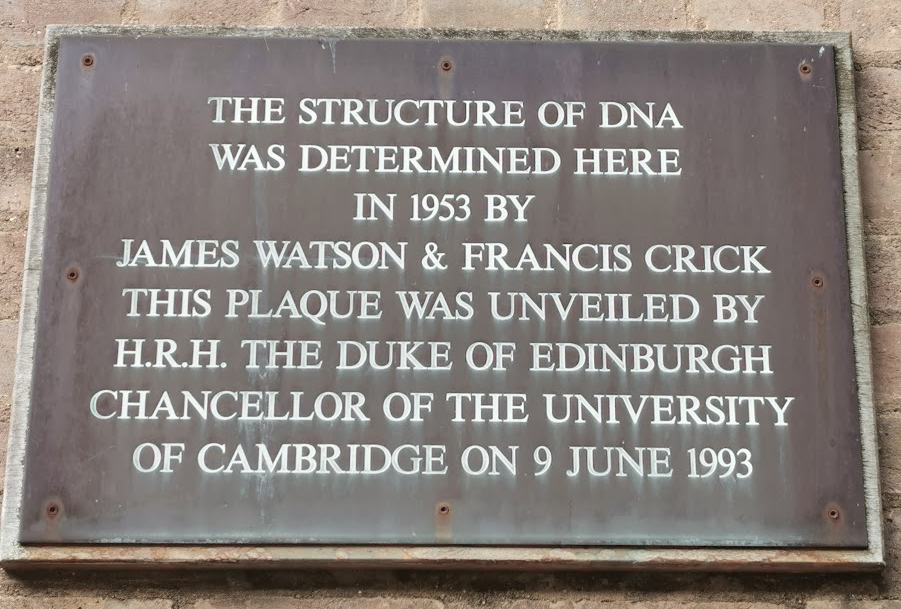 THE STRUCTURE OF DNA
WAS DETERMINED HERE
IN 1953 BY
JAMES WATSON & FRANCIS CRICK
THIS PLAQUE WAS UNVEILED BY
H.R.H. THE DUKE OF EDINBURGH
CHANCELLOR OF THE UNIVERSITY
OF CAMBRIDGE ON 9 JUNE 1993